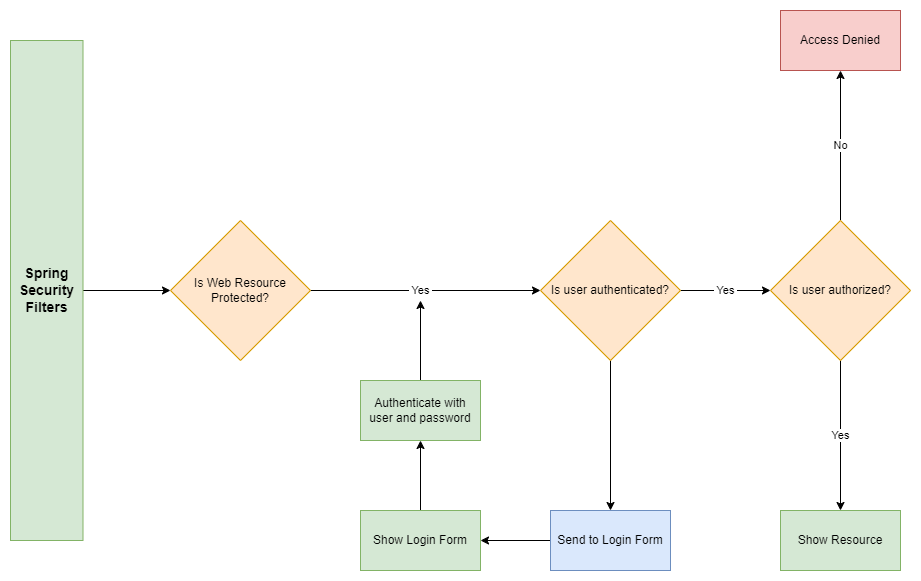 Access Denied
No
Spring
Security
Filters
Is Web Resource
Protected?
Yes
Is user authenticated?
Yes
Is user authorized?
Authenticate with
user and password
Yes
Show Login Form
Send to Login Form
Show Resource